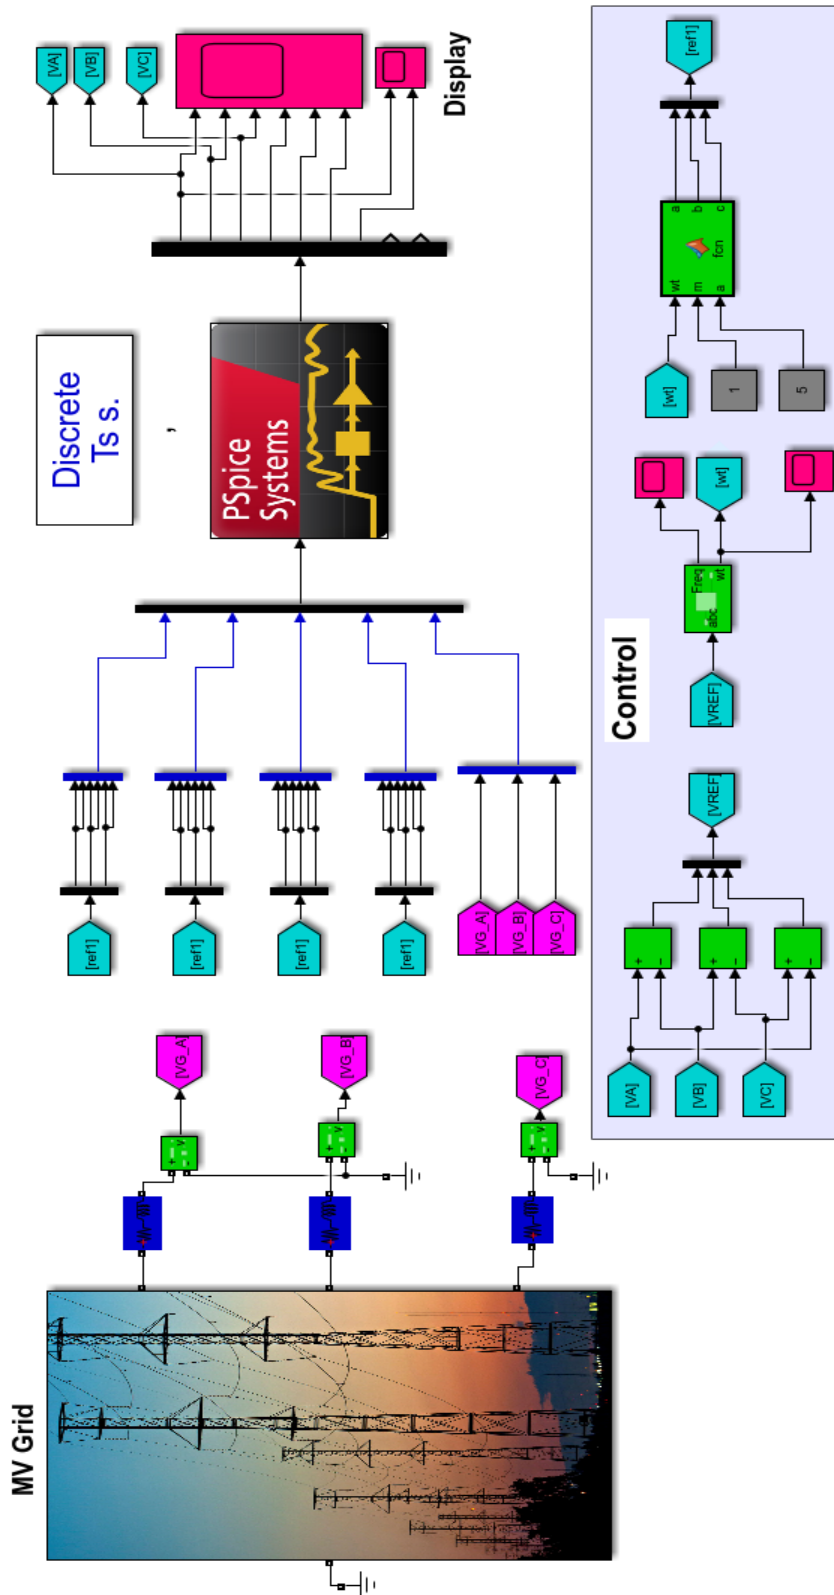 MV Grid
[VG_A]
[VG_B]
[VG_C]
+
-
v
+
-
v
+
-
v
[ref1]
[ref1]
[ref1]
[ref1]
[VG_A]
[VG_B]
[VG_C]
Discrete
Ts s.
,
PSpice
Systems
[VA]
[VB]
[VC]
Display
Control
[VA]
[VB]
[VC]
+
-
+
-
+
-
[VREF]
[VREF]
abc
Freq
wt
[wt]
[wt]
1
5
wt
m
a
fcn
a
b
c
[ref1]